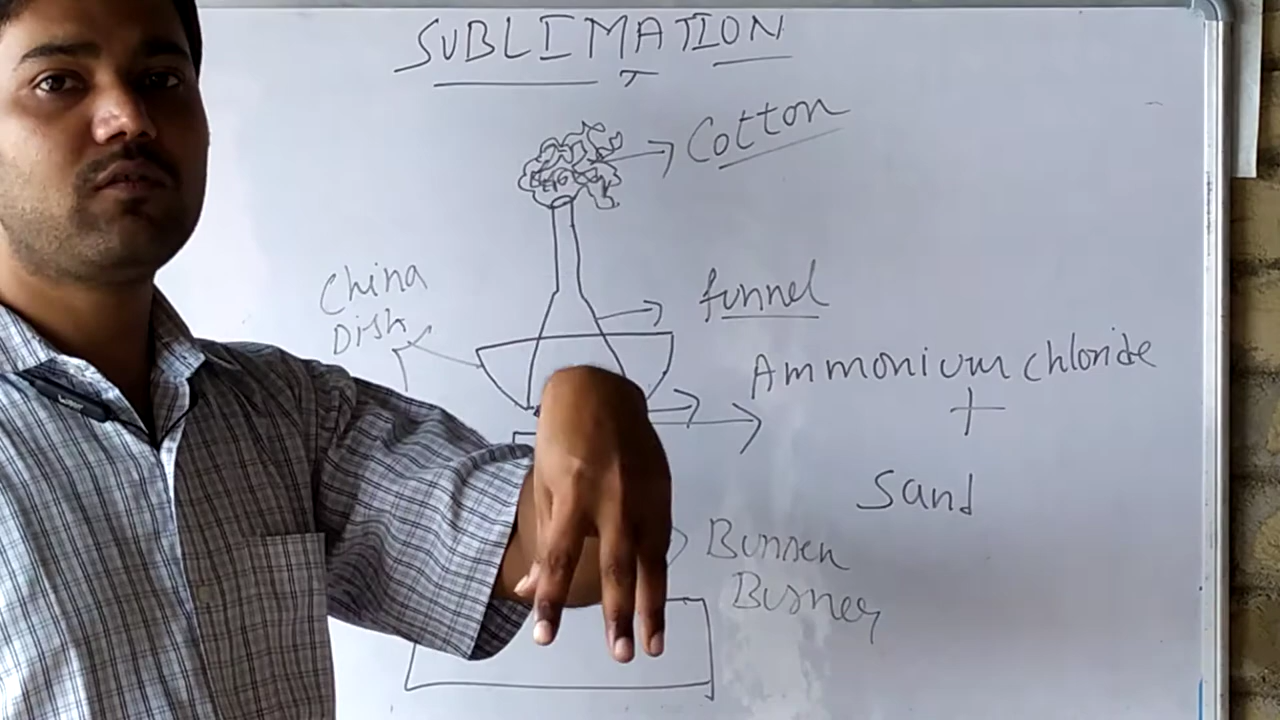 SUBLIMATION
Cotton
China
Dish
funnel
Ammonium chloride
+
Sand
Bunsen
Burner